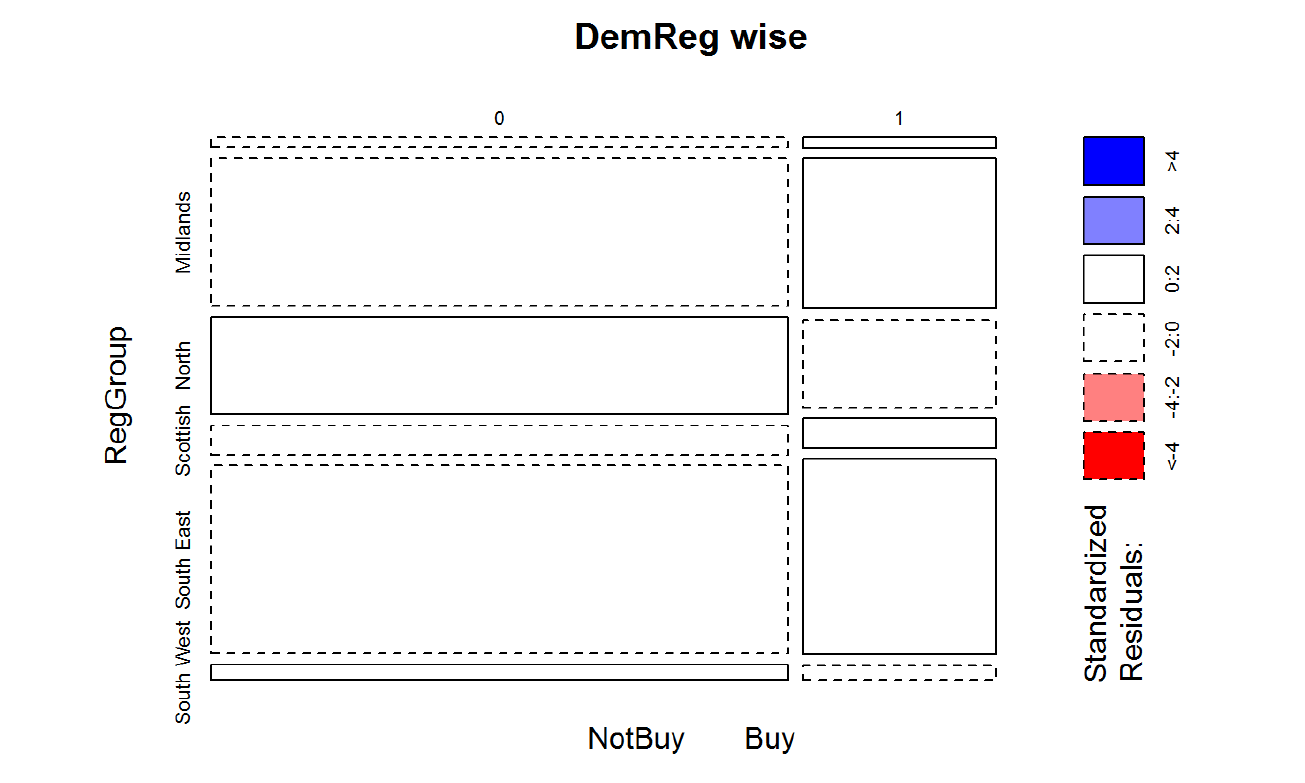 DemReg wise
0 1
Midlands
North
Scottish
South East
South West
RegGroup
>4
2:4
0:2
-2:0
-4:-2
<-4
Standardized
Residuals:
NotBuy Buy